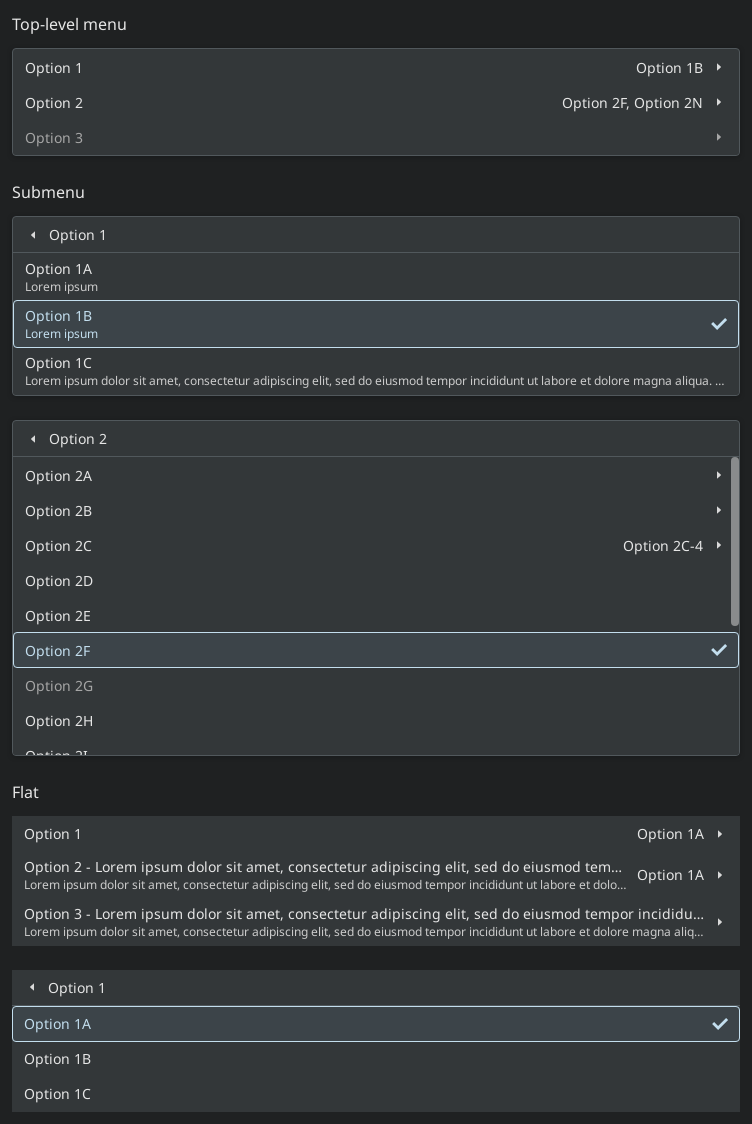 Top-level menu
Option 1 Option 1B
Option 2 Option 2F, Option 2N
Option 3
Submenu
Option 1
Option 1A
Lorem ipsum
Option 1B
Lorem ipsum
Option 1C
Lorem ipsum dolor sit amet, consectetur adipiscing elit, sed do eiusmod tempor incididunt ut labore et dolore magna aliqua. ...
Option 2
Option 2A
Option 2B
Option 2C Option 2C-4
Option 2D
Option 2E
Option 2F
Option 2G
Option 2H
Option 2I
Flat
Option 1 Option 1A
Option 2 - Lorem ipsum dolor sit amet, consectetur adipiscing elit, sed do eiusmod tem...
Lorem ipsum dolor sit amet, consectetur adipiscing elit, sed do eiusmod tempor incididunt ut labore et dolo... Option 1A
Option 3 - Lorem ipsum dolor sit amet, consectetur adipiscing elit, sed do eiusmod tempor incididu...
Lorem ipsum dolor sit amet, consectetur adipiscing elit, sed do eiusmod tempor incididunt ut labore et dolore magna aliq...
Option 1
Option 1A
Option 1B
Option 1C